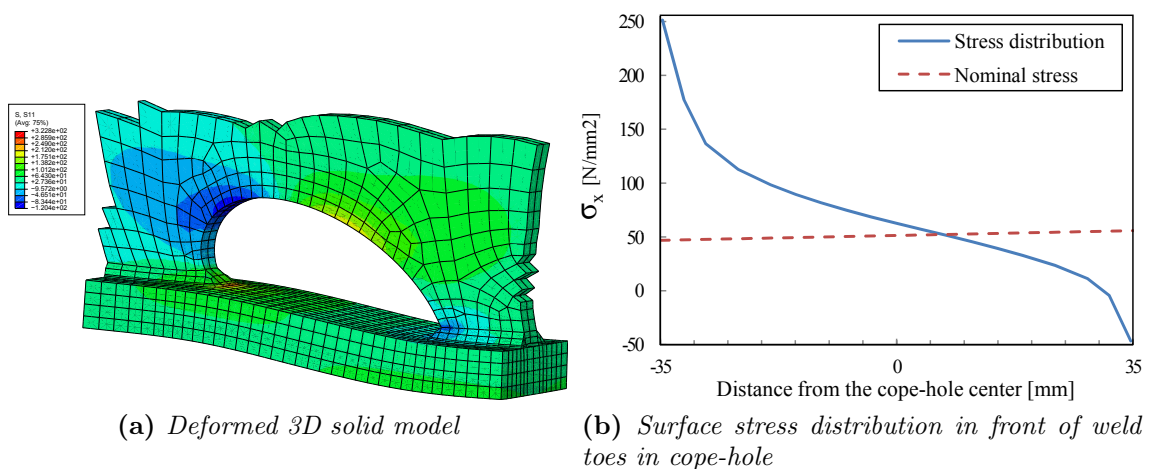 S, S11
(Avg: 75%)
+3.228e+02
+2.859e+02
+2.490e+02
+2.120e+02
+1.751e+02
+1.382e+02
+1.012e+02
+6.430e+01
+2.736e+01
−9.572e+00
−4.651e+01
−8.344e+01
−1.204e+02
(a) Deformed 3D solid model
250
200
150
100
50
0
-50
σx [N/mm2]
Stress distribution
Nominal stress
-35 0 35
Distance from the cope-hole center [mm]
(b) Surface stress distribution in front of weld
toes in cope-hole